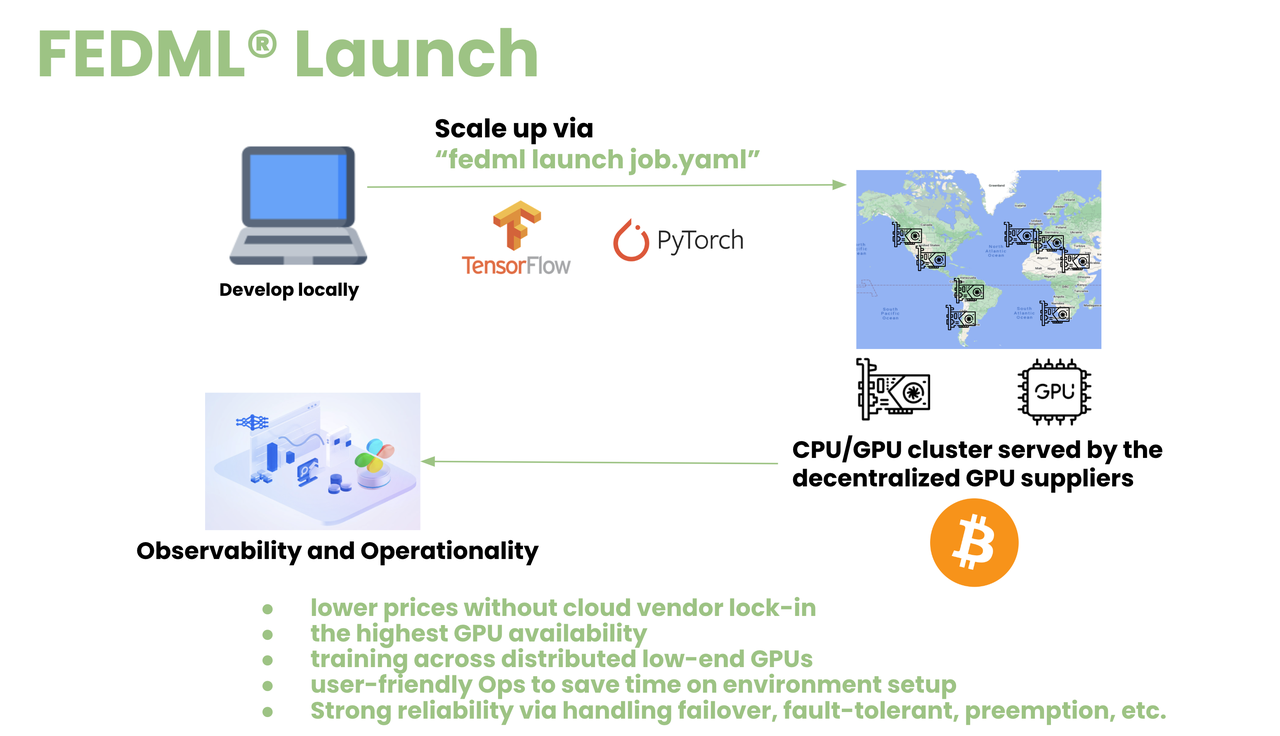 FEDML® Launch
Scale up via
“fedml launch job.yaml”
TensorFlow
PyTorch
Develop locally
Greenland
North
Atlantic
Ocean
South
Pacific
Ocean
South
Atlantic
Ocean
GPU
CPU/GPU cluster served by the
decentralized GPU suppliers
Observability and Operationality
● lower prices without cloud vendor lock-in
● the highest GPU availability
● training across distributed low-end GPUs
● user-friendly Ops to save time on environment setup
● Strong reliability via handling failover, fault-tolerant, preemption, etc.